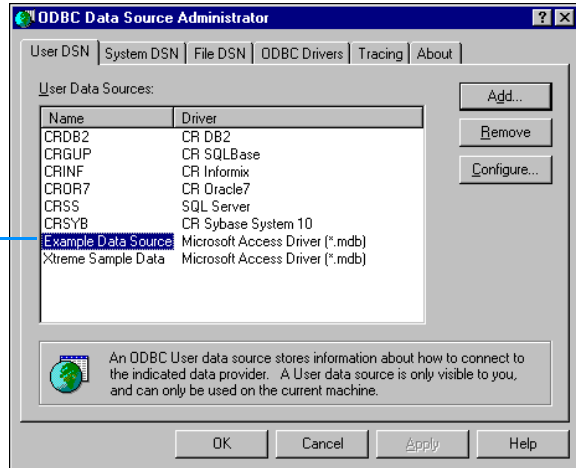 ODBC Data Source Administrator
User DSN System DSN File DSN ODBC Drivers Tracing About
User Data Sources:
Name Driver
CRDB2 CR DB2
CRGUP CR SQLBase
CRINF CR Informix
CROR7 CR Oracle7
CRSS SQL Server
CRSYB CR Sybase System 10
Example Data Source Microsoft Access Driver (*.mdb)
Xtreme Sample Data Microsoft Access Driver (*.mdb)
Add...
Remove
Configure...
An ODBC User data source stores information about how to connect to
the indicated data provider. A User data source is only visible to you,
and can only be used on the current machine.
OK Cancel Apply Help